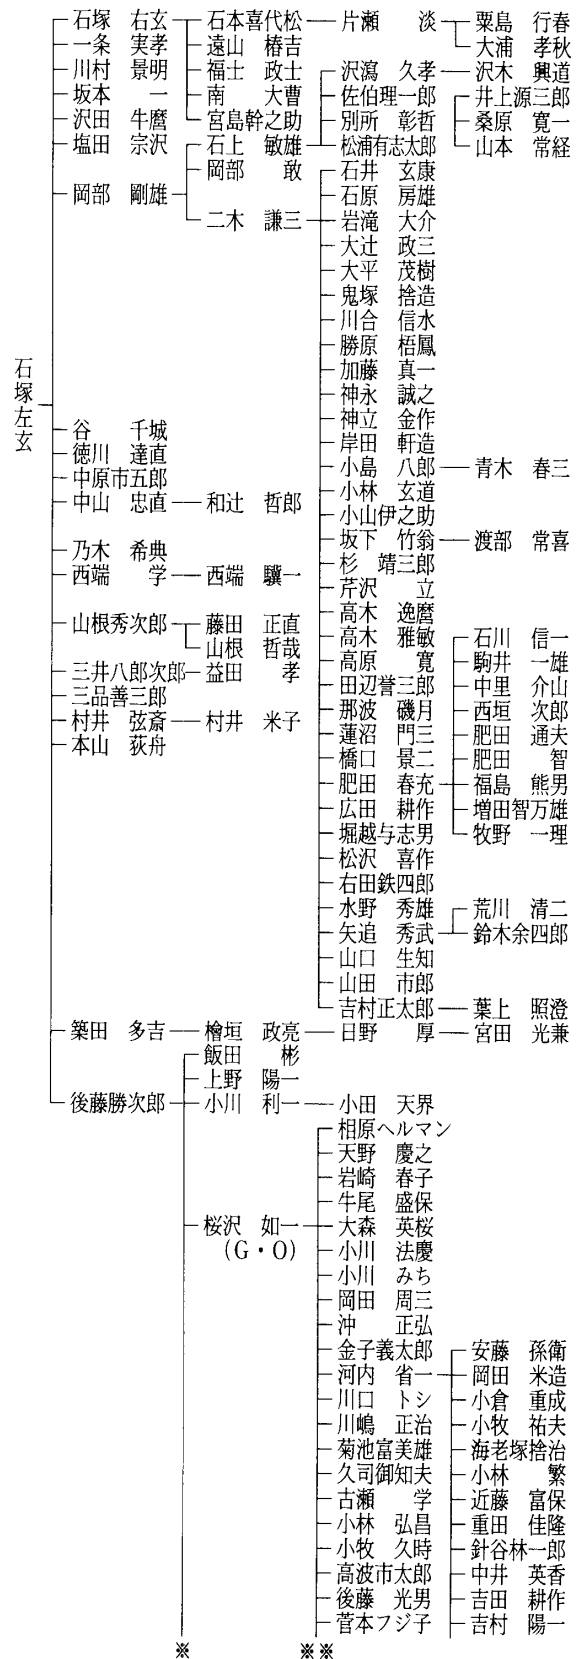 石塚左玄
石塚 右玄
一条 実孝
川村 景明
坂本 一
沢田 牛麿
塩田 宗沢
岡部 剛雄
谷 千城
徳川 達直
中原市五郎
中山 忠直
乃木 希典
西端 学
山根秀次郎
三井八郎次郎
三品善三郎
村井 弦斎
本山 荻舟
築田 多吉
後藤勝次郎
石本喜代松
遠山 椿吉
福士 政士
南 大曹
宮島幹之助
石上 敏雄
岡部 敢
二木 謙三
和辻 哲郎
西端 驥一
藤田 正直
山根 哲哉
益田 孝
村井 米子
檜垣 政亮
飯田 彬
上野 陽一
小川 利一
桜沢 如一
(G・O)
片瀬 淡
沢瀉 久孝
佐伯理一郎
別所 彰哲
松浦有志太郎
石井 玄康
石原 房雄
岩滝 大介
大辻 政三
大平 茂樹
鬼塚 捨造
川合 信水
勝原 梧鳳
加藤 真一
神永 誠之
神立 金作
岸田 軒造
小島 八郎
小林 玄道
小山伊之助
坂下 竹翁
杉 靖三郎
芹沢 立
高木 逸麿
高木 雅敏
高原 寛
田辺誉三郎
那波 磯月
蓮沼 門三
橋口 景二
肥田 春充
広田 耕作
堀越与志男
松沢 喜作
右田鉄四郎
水野 秀雄
矢追 秀武
山口 生知
山田 市郎
吉村正太郎
日野 厚
小田 天界
相原ヘルマン
天野 慶之
岩崎 春子
牛尾 盛保
大森 英桜
小川 法慶
小川 みち
岡田 周三
沖 正弘
金子義太郎
河内 省一
川口 トシ
川嶋 正治
菊池富美雄
久司御知夫
古瀬 学
小林 弘昌
小牧 久時
高波市太郎
後藤 光男
菅本フジ子
粟島 行春
大浦 孝秋
沢木 興道
井上源三郎
桑原 寛一
山本 常経
青木 春三
渡部 常喜
石川 信一
駒井 一雄
中里 介山
西垣 次郎
肥田 通夫
肥田 智
福島 熊男
増田智万雄
牧野 一理
荒川 清二
鈴木余四郎
葉上 照澄
宮田 光兼
安藤 孫衛
岡田 米造
小倉 重成
小牧 祐夫
海老塚捨治
小林 繁
近藤 富保
重田 佳隆
針谷林一郎
中井 英香
吉田 耕作
吉村 陽一
※
※※